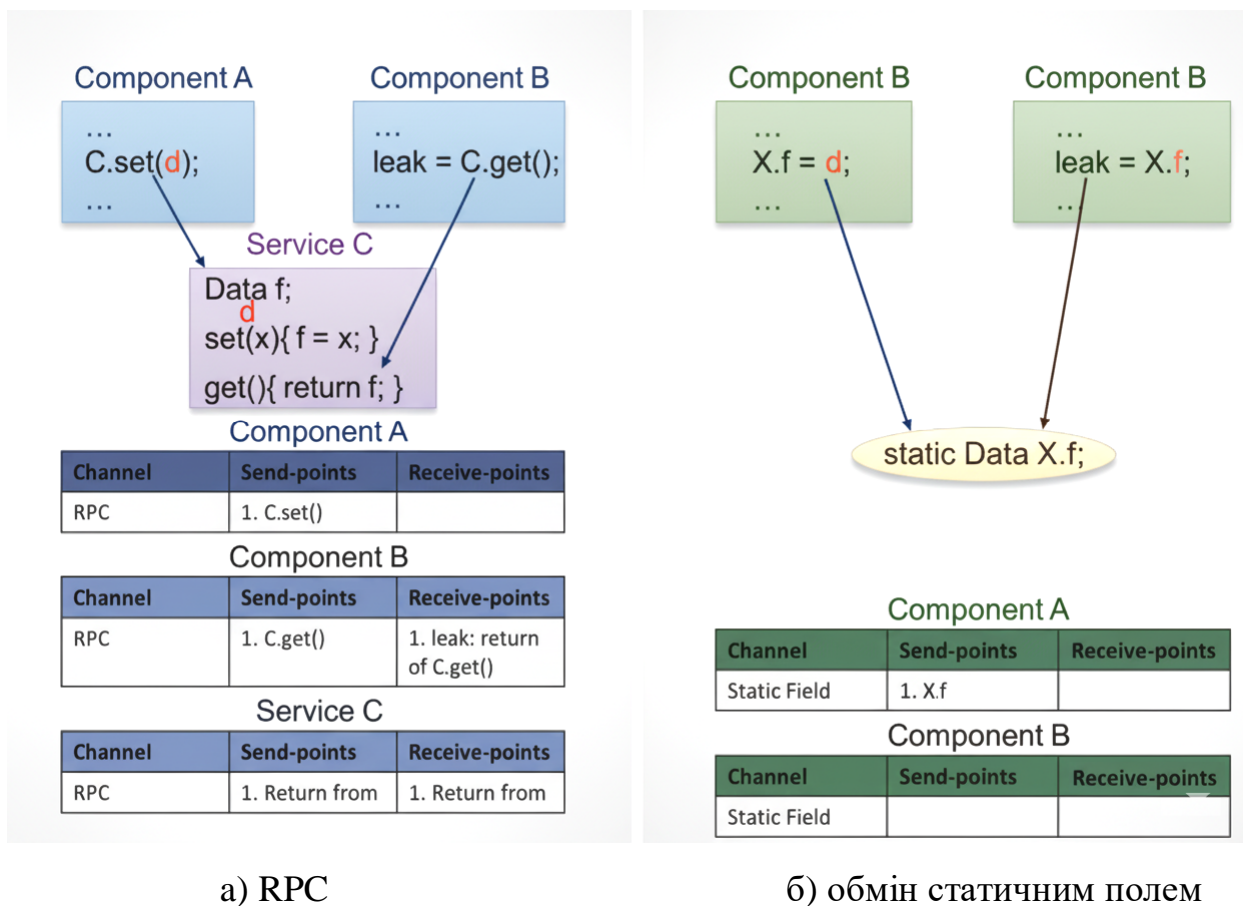 Component A
Component B
...
C.set(d);
...
...
leak = C.get();
...
Service C
Data f;
d
set(x){ f = x; }
get(){ return f; }
Component A
Channel Send-points Receive-points
RPC 1. C.set()
Component B
Channel Send-points Receive-points
RPC 1. C.get() 1. leak: return
of C.get()
Service C
Channel Send-points Receive-points
RPC 1. Return from 1. Return from
а) RPC
Component B
Component B
...
X.f = d;
...
...
leak = X.f;
...
static Data X.f;
Component A
Channel Send-points Receive-points
Static Field 1. X.f
Component B
Channel Send-points Receive-points
Static Field
б) обмін статичним полем